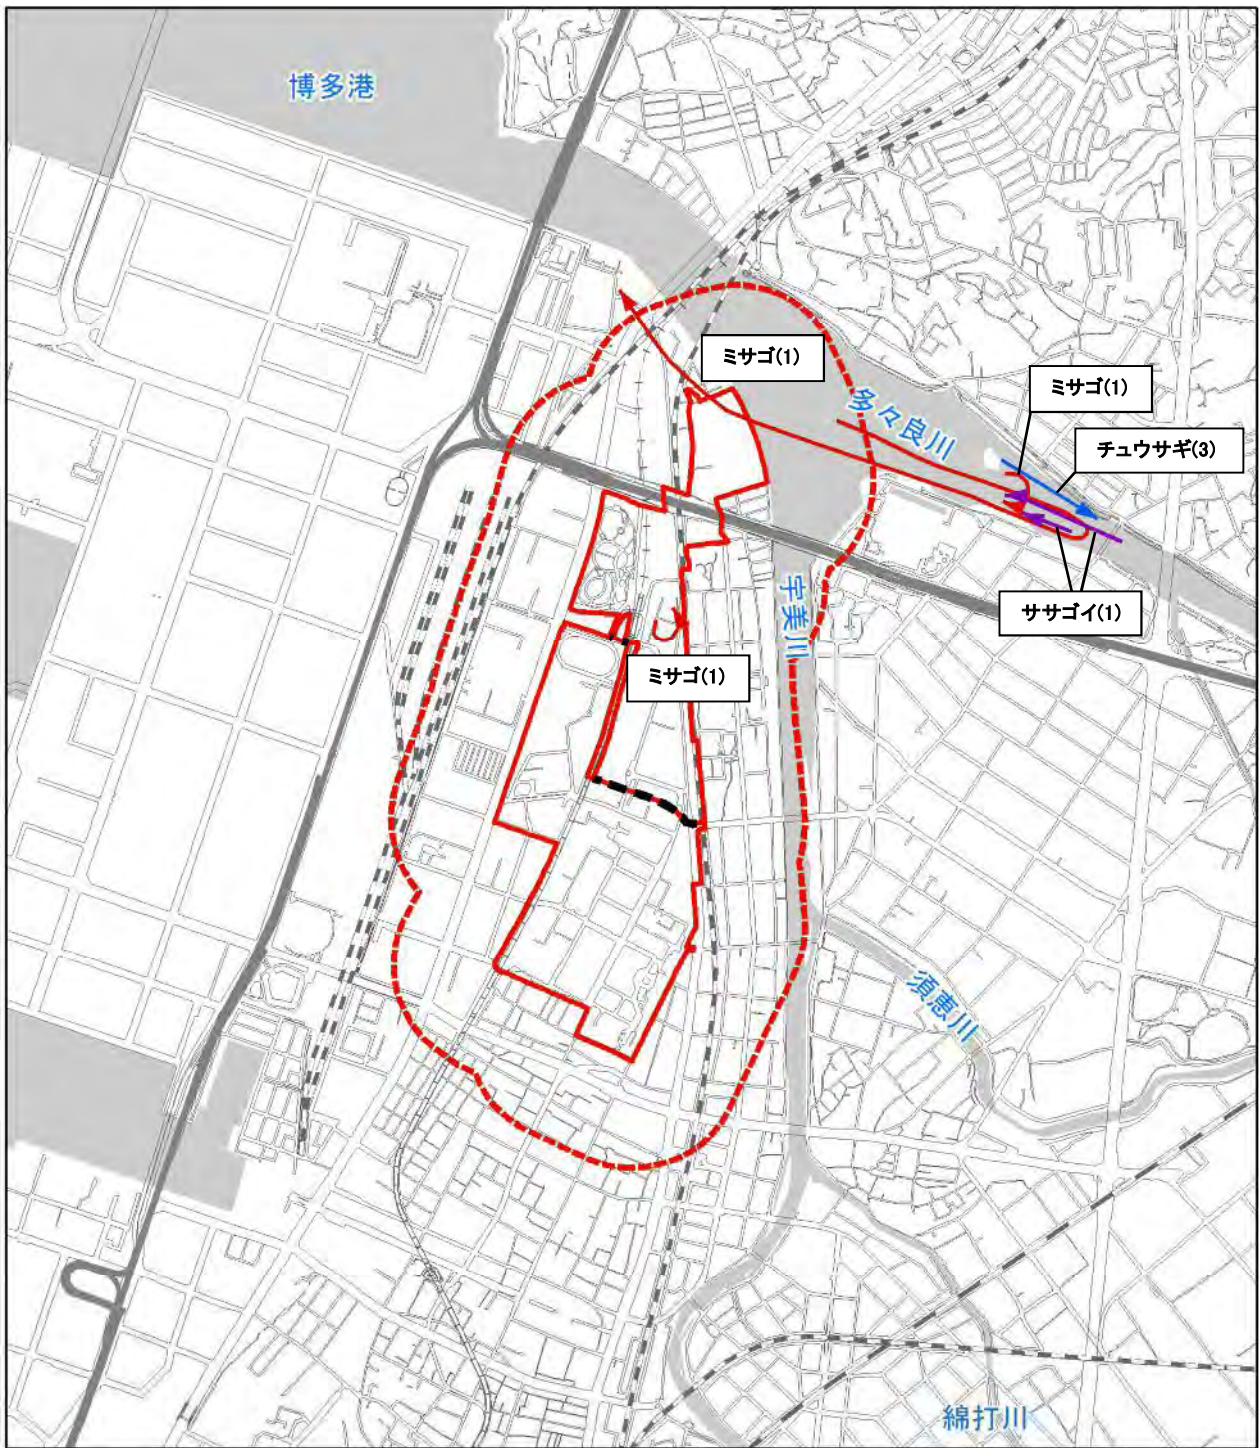 博多港
ミサゴ(1)
ミサゴ(1)
多々良川
チュウサギ(3)
宇美川
ササゴイ(1)
ミサゴ(1)
須恵川
綿打川